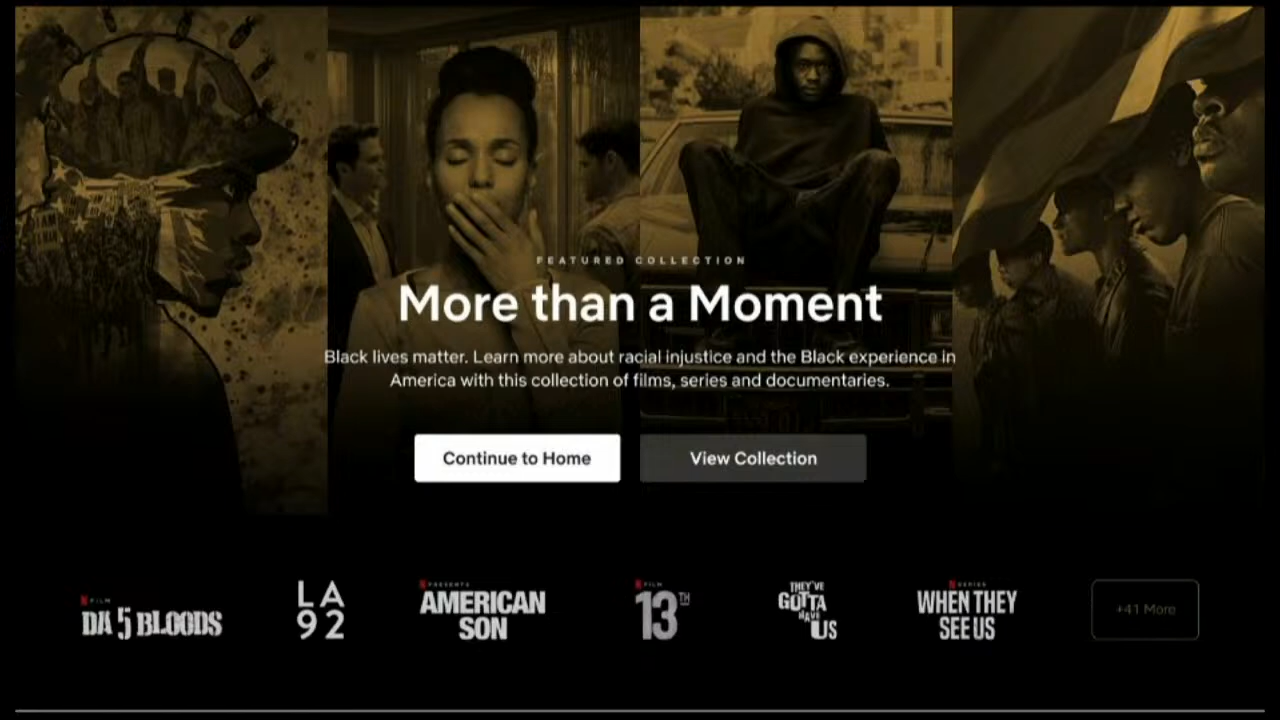 FEATURED COLLECTION
More than a Moment
Black lives matter. Learn more about racial injustice and the Black experience in
America with this collection of films, series and documentaries.
Continue to Home
View Collection
N FILM
DA 5 BLOODS
LA
92
N PRESENTS
AMERICAN
SON
N FILM
13TH
THEY'VE
GOTTA
HAVE
US
N SERIES
WHEN THEY
SEE US
+41 More